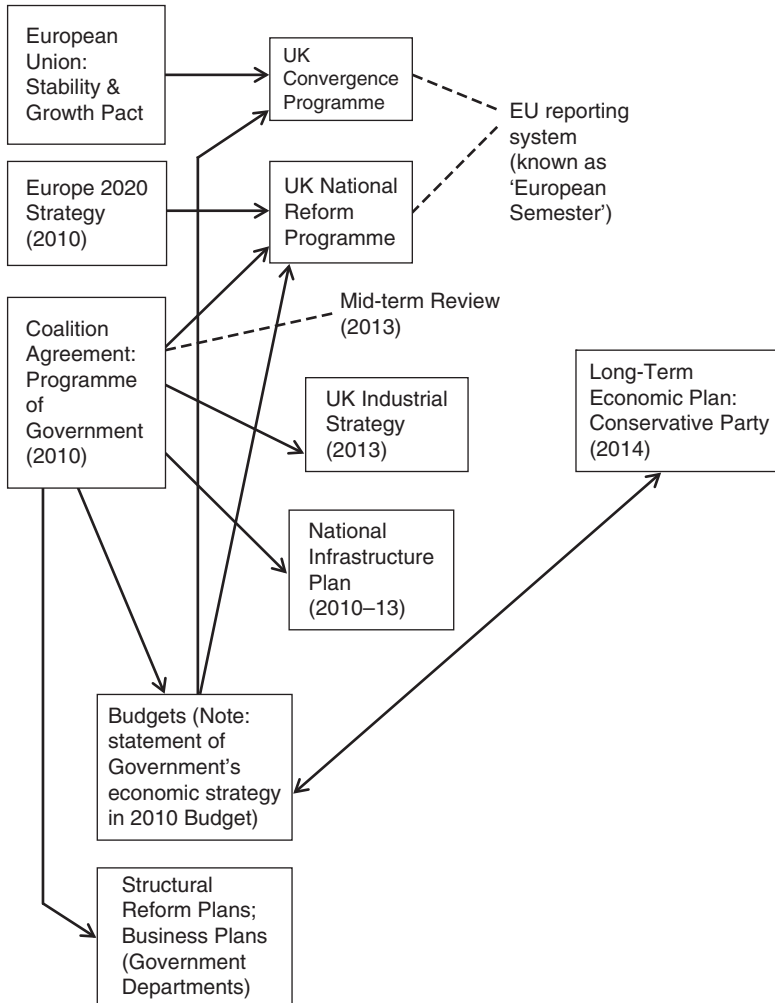 European
Union:
Stability &
Growth Pact
UK
Convergence
Programme
EU reporting
system
(known as
‘European
Semester’)
Europe 2020
Strategy
(2010)
UK National
Reform
Programme
Mid-term Review
(2013)
Coalition
Agreement:
Programme
of
Government
(2010)
UK Industrial
Strategy
(2013)
Long-Term
Economic Plan:
Conservative Party
(2014)
National
Infrastructure
Plan
(2010–13)
Budgets (Note:
statement of
Government’s
economic strategy
in 2010 Budget)
Structural
Reform Plans;
Business Plans
(Government
Departments)